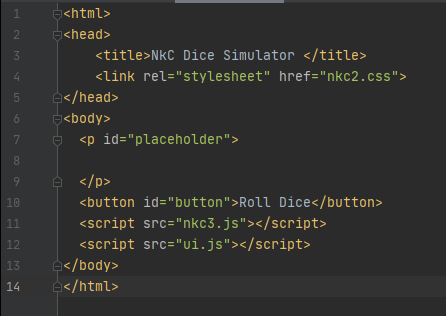 1 <html>
2 <head>
3 <title>NkC Dice Simulator </title>
4 <link rel="stylesheet" href="nkc2.css">
5 </head>
6 <body>
7 <p id="placeholder">
8
9 </p>
10 <button id="button">Roll Dice</button>
11 <script src="nkc3.js"></script>
12 <script src="ui.js"></script>
13 </body>
14 </html>